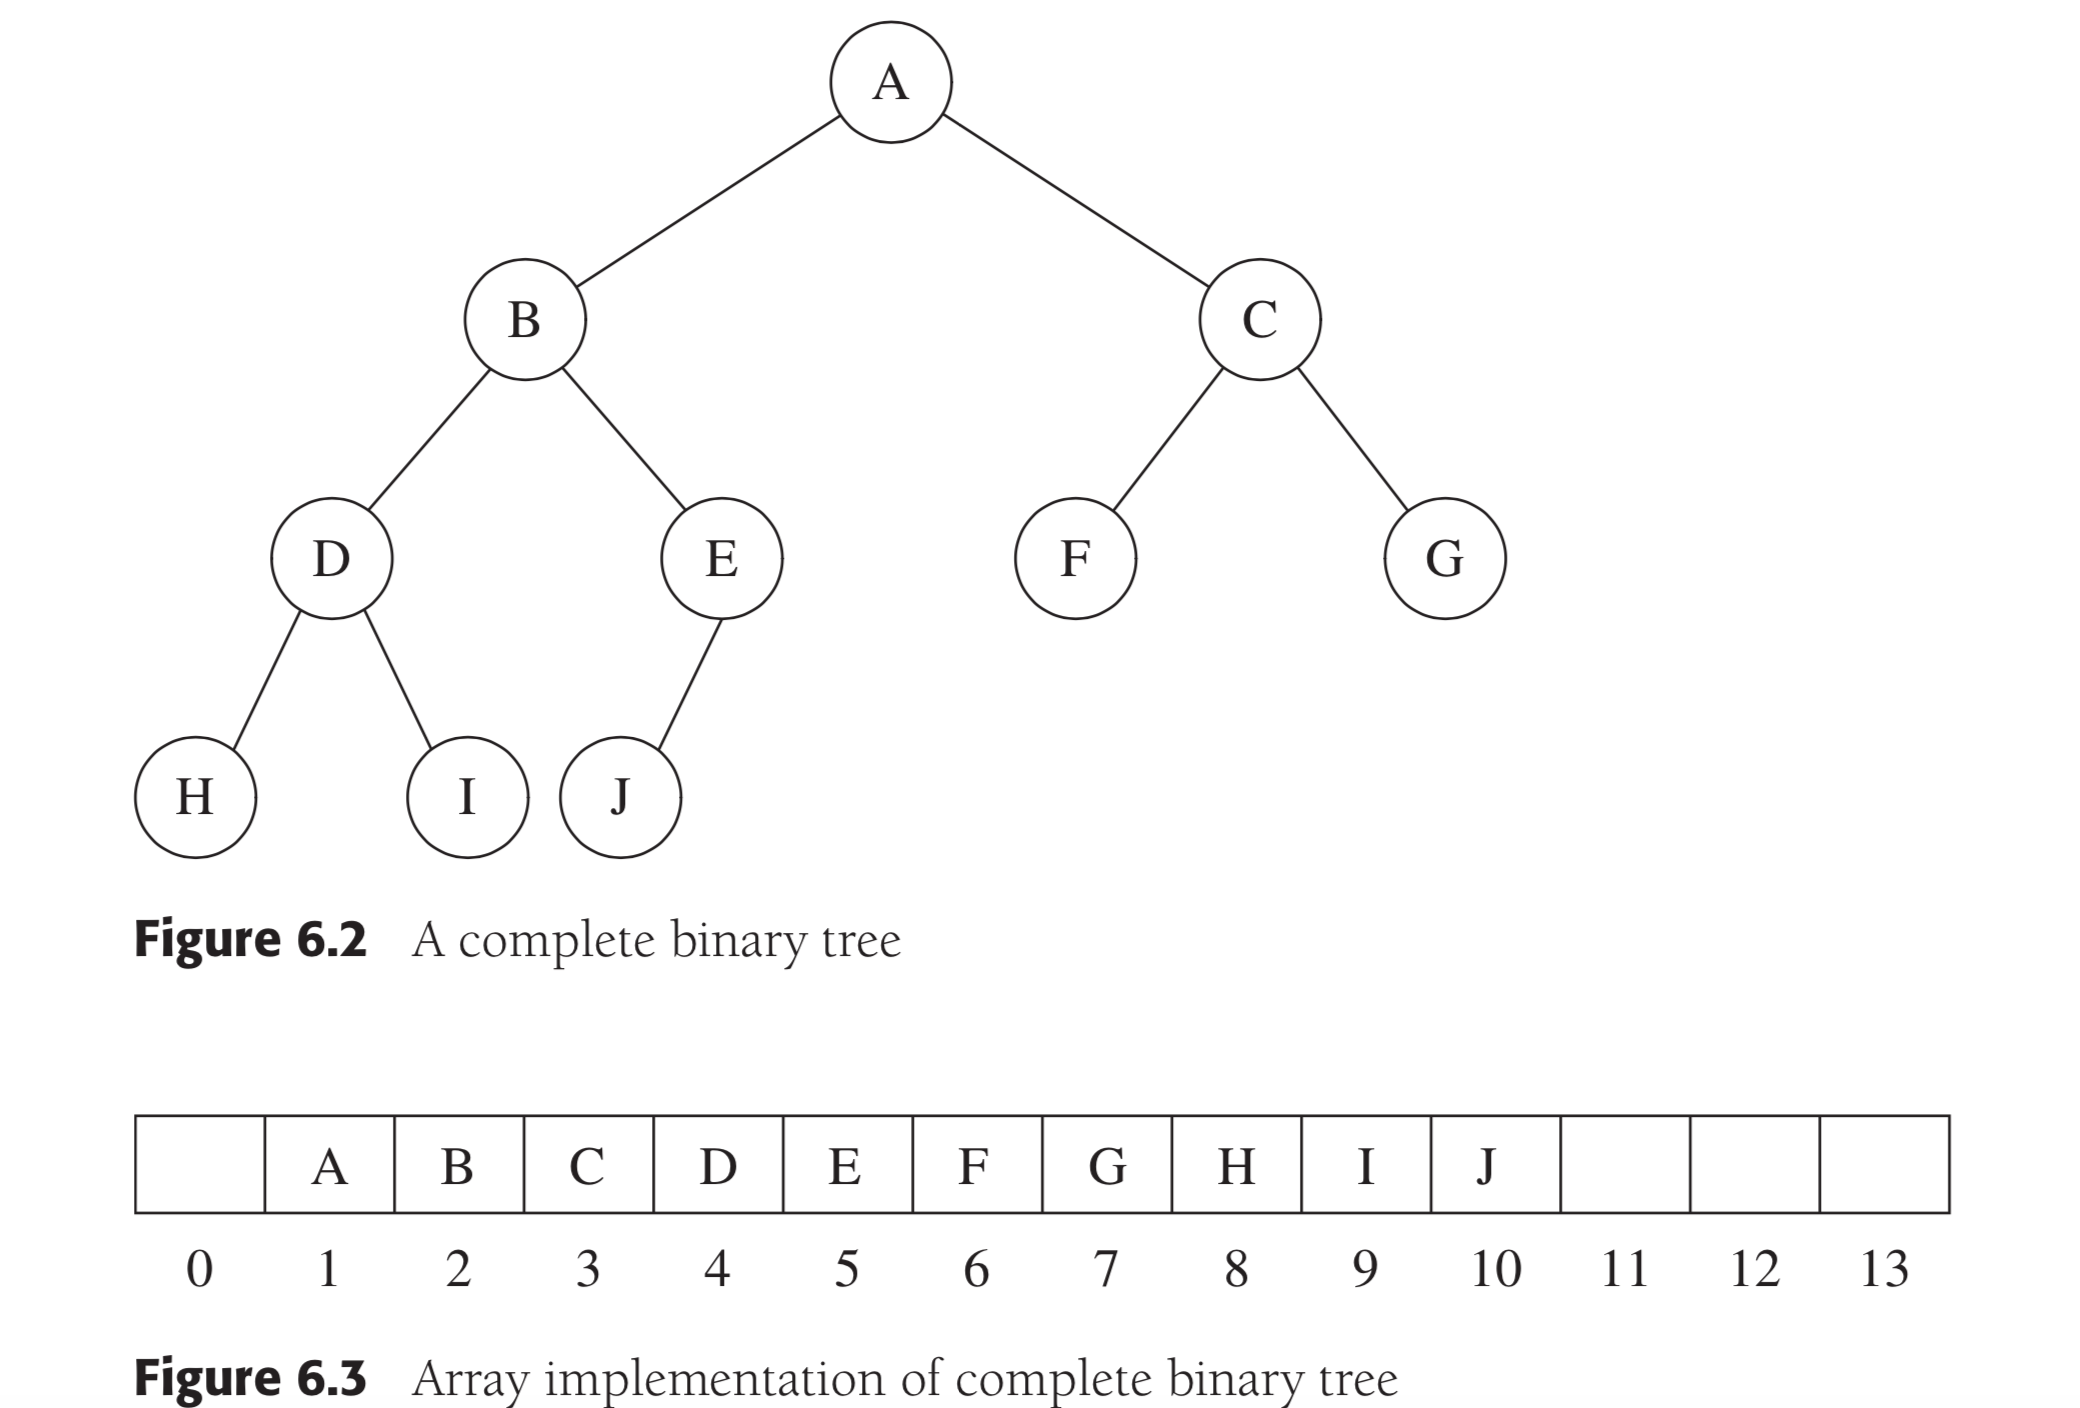 A
B C
D E F G
H I J
Figure 6.2 A complete binary tree
A B C D E F G H I J
0 1 2 3 4 5 6 7 8 9 10 11 12 13
Figure 6.3 Array implementation of complete binary tree